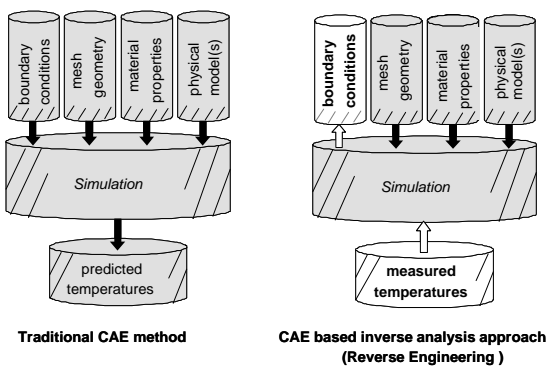 boundary
conditions
mesh
geometry
material
properties
physical
model(s)
Simulation
predicted
temperatures
Traditional CAE method
boundary
conditions
mesh
geometry
material
properties
physical
model(s)
Simulation
measured
temperatures
CAE based inverse analysis approach
(Reverse Engineering )